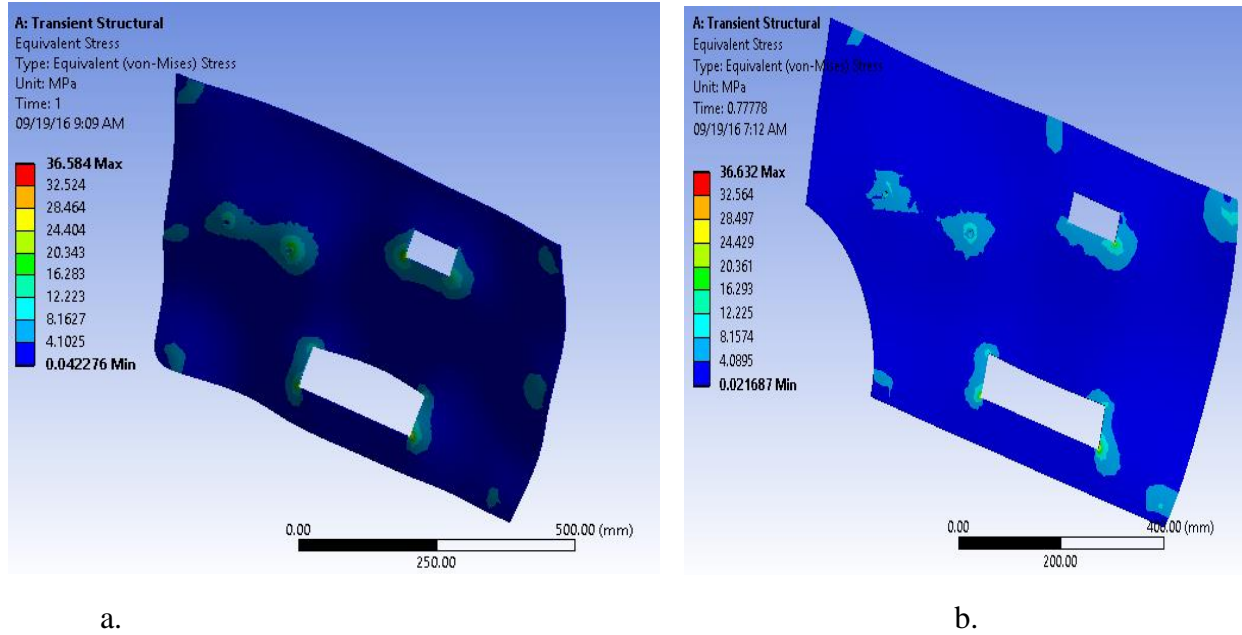 A: Transient Structural
Equivalent Stress
Type: Equivalent (von-Mises) Stress
Unit: MPa
Time: 1
09/19/16 9:09 AM
36.584 Max
32.524
28.464
24.404
20.343
16.283
12.223
8.1627
4.1025
0.042276 Min
0.00
500.00 (mm)
250.00
a.
A: Transient Structural
Equivalent Stress
Type: Equivalent (von-Mises) Stress
Unit: MPa
Time: 0.77778
09/19/16 7:12 AM
36.632 Max
32.564
28.497
24.429
20.361
16.293
12.225
8.1574
4.0895
0.021687 Min
0.00
400.00 (mm)
200.00
b.